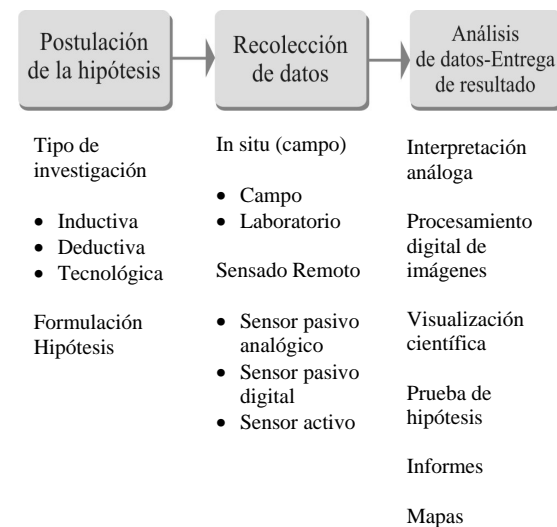 Postulación
de la hipótesis
Recolección
de datos
Análisis
de datos-Entrega
de resultado
Tipo de
investigación
• Inductiva
• Deductiva
• Tecnológica
Formulación
Hipótesis
In situ (campo)
• Campo
• Laboratorio
Sensado Remoto
• Sensor pasivo
analógico
• Sensor pasivo
digital
• Sensor activo
Interpretación
análoga
Procesamiento
digital de
imágenes
Visualización
científica
Prueba de
hipótesis
Informes
Mapas